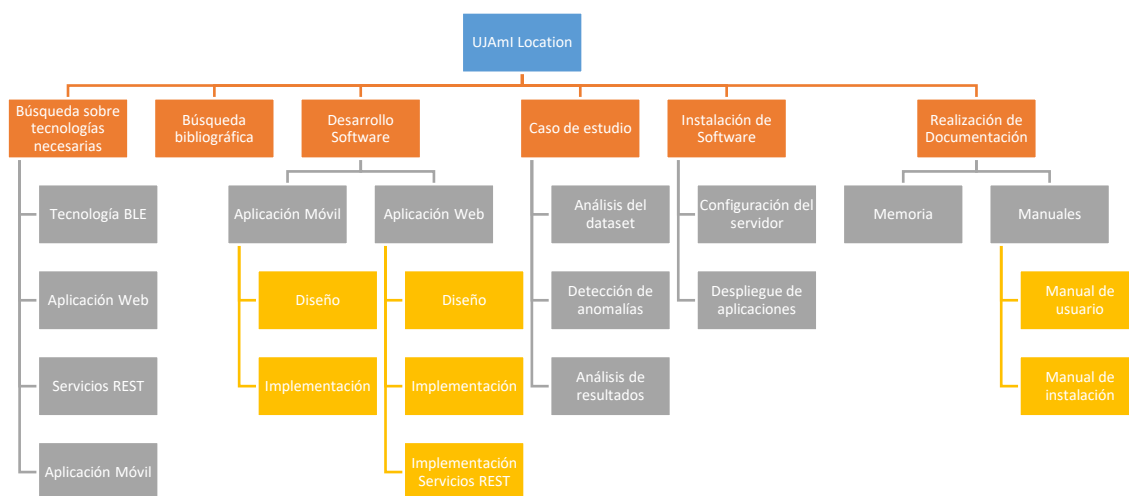 UJAmI Location
Búsqueda sobre
tecnologías
necesarias
Búsqueda
bibliográfica
Desarrollo
Software
Caso de estudio
Instalación de
Software
Realización de
Documentación
Tecnología BLE
Aplicación Web
Servicios REST
Aplicación Móvil
Aplicación Móvil
Diseño
Implementación
Aplicación Web
Diseño
Implementación
Implementación
Servicios REST
Análisis del
dataset
Detección de
anomalías
Análisis de
resultados
Configuración del
servidor
Despliegue de
aplicaciones
Memoria
Manuales
Manual de
usuario
Manual de
instalación